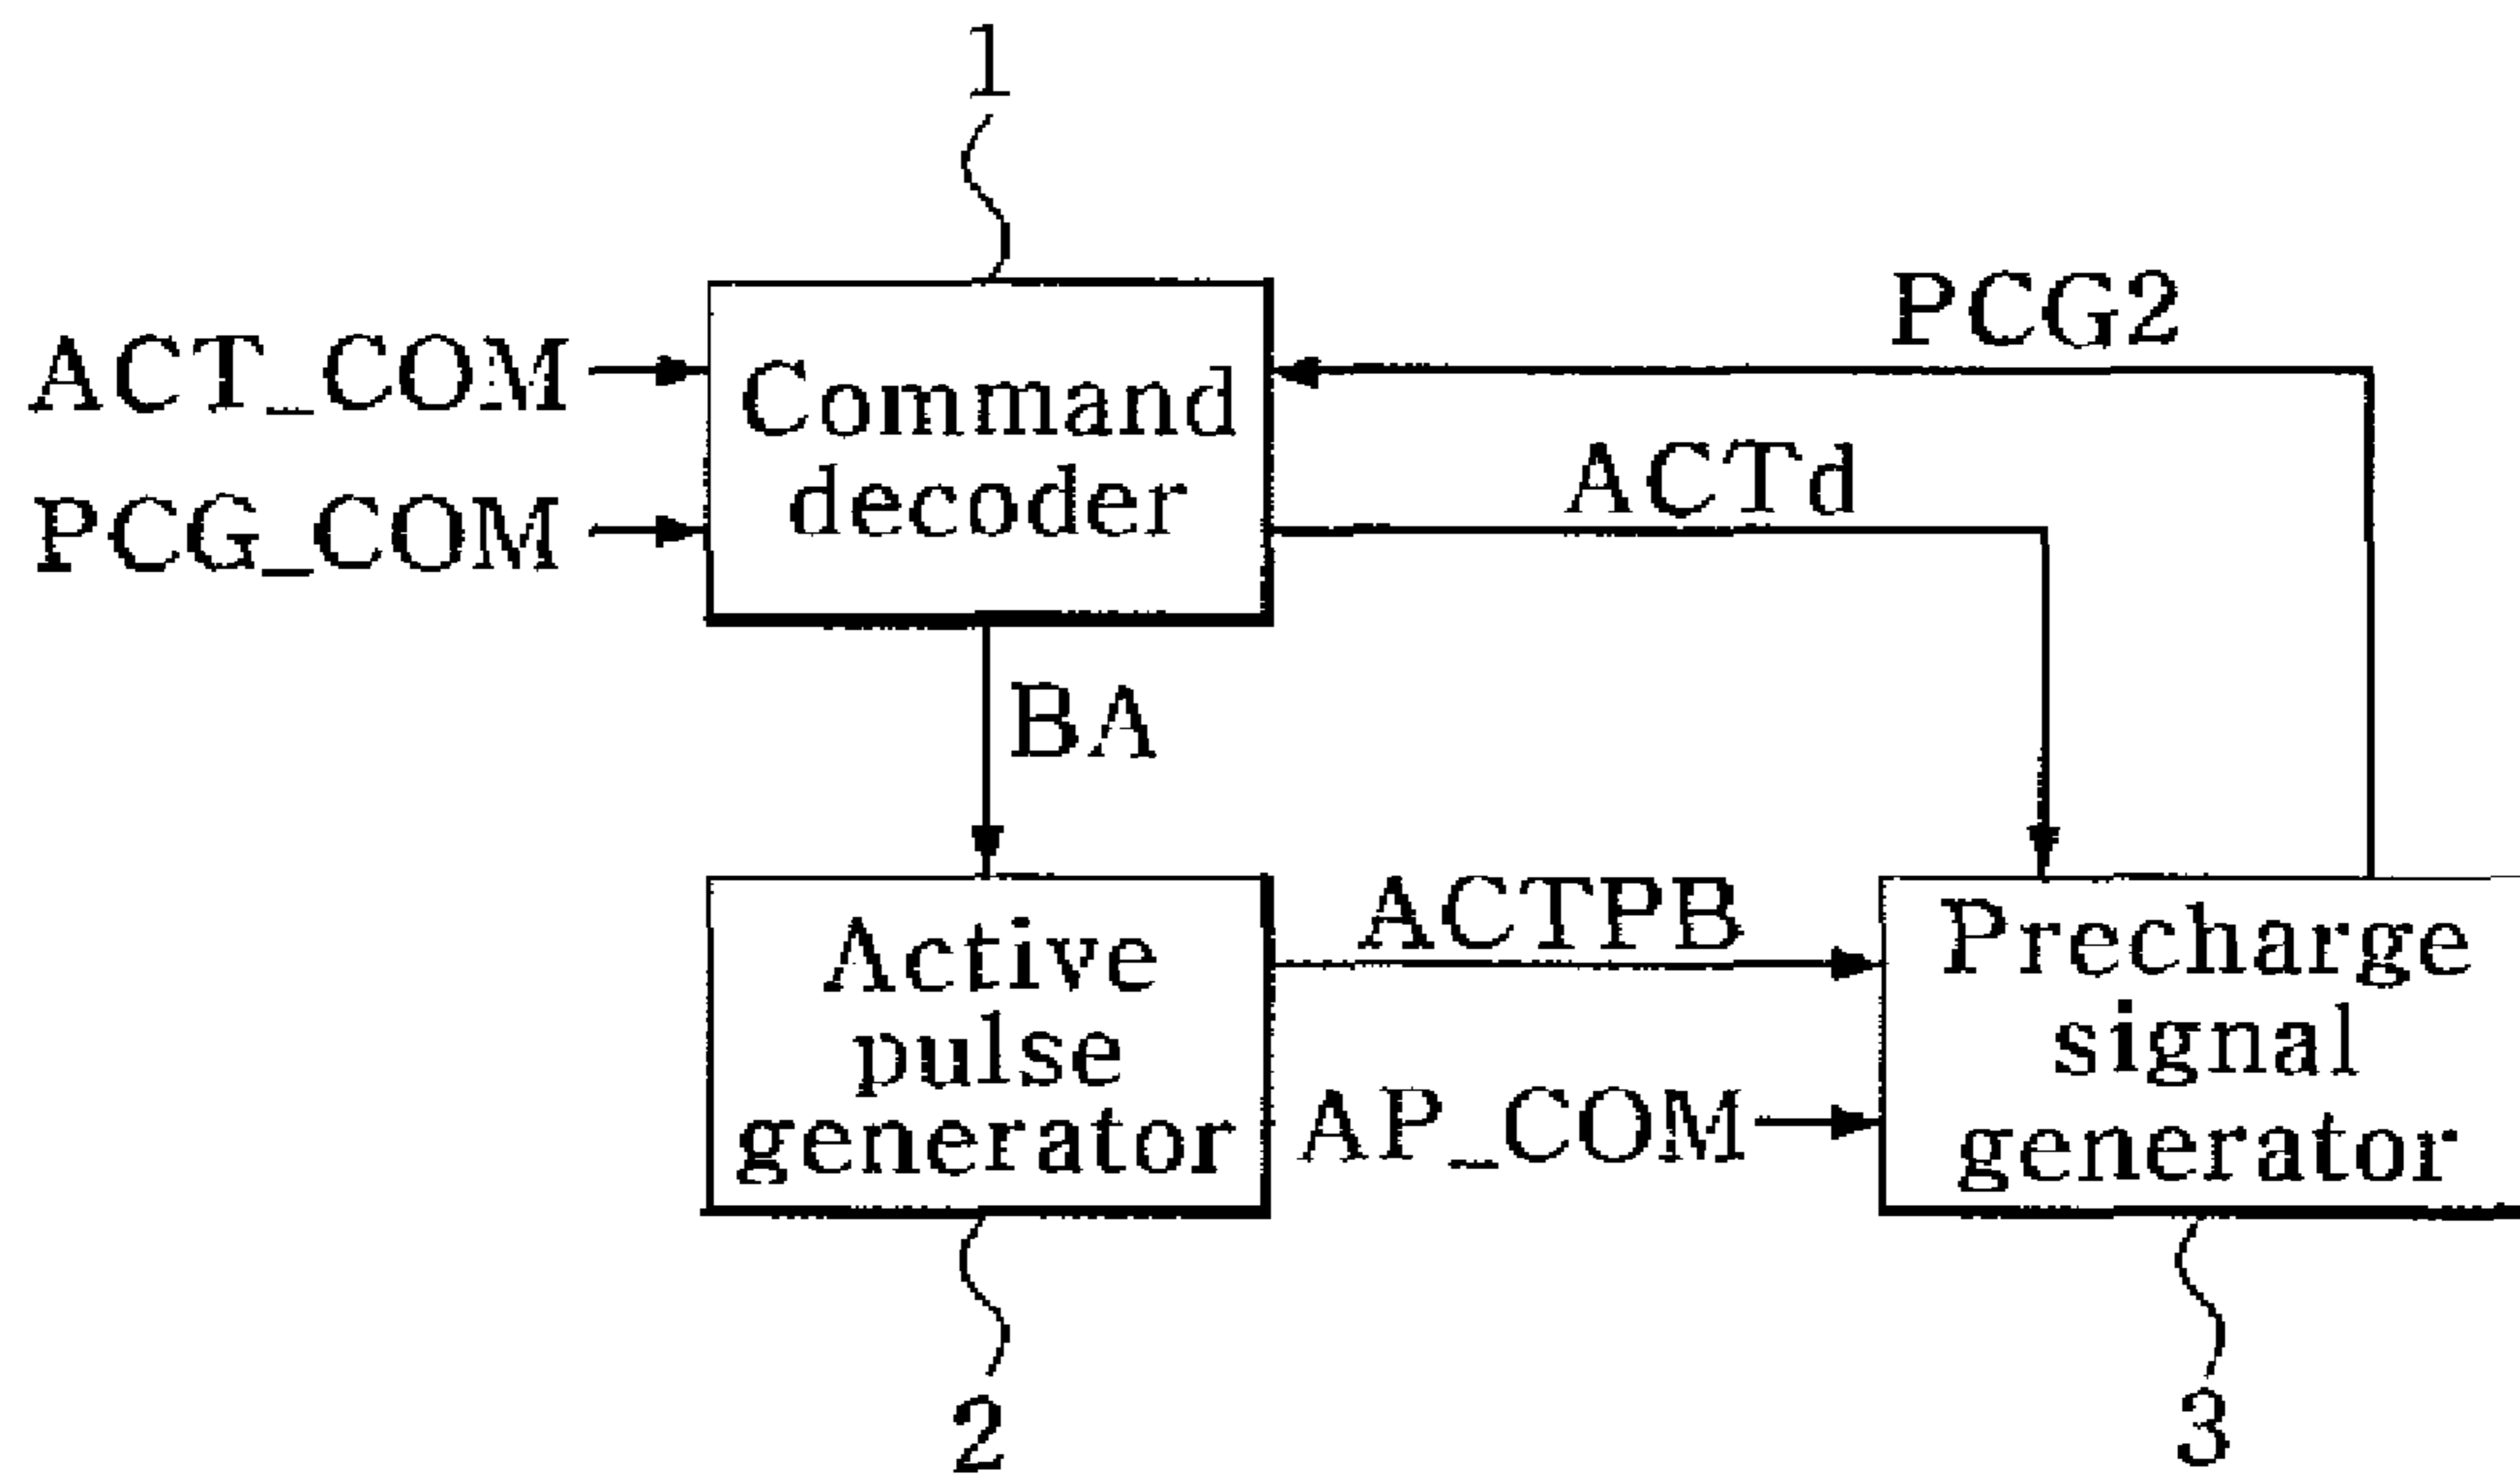 1
PCG2
ACT_COM
Command
decoder
ACTd
PCG_COM
BA
ACTPB
Active
pulse
generator
AP_COM
Precharge
signal
generator
2
3